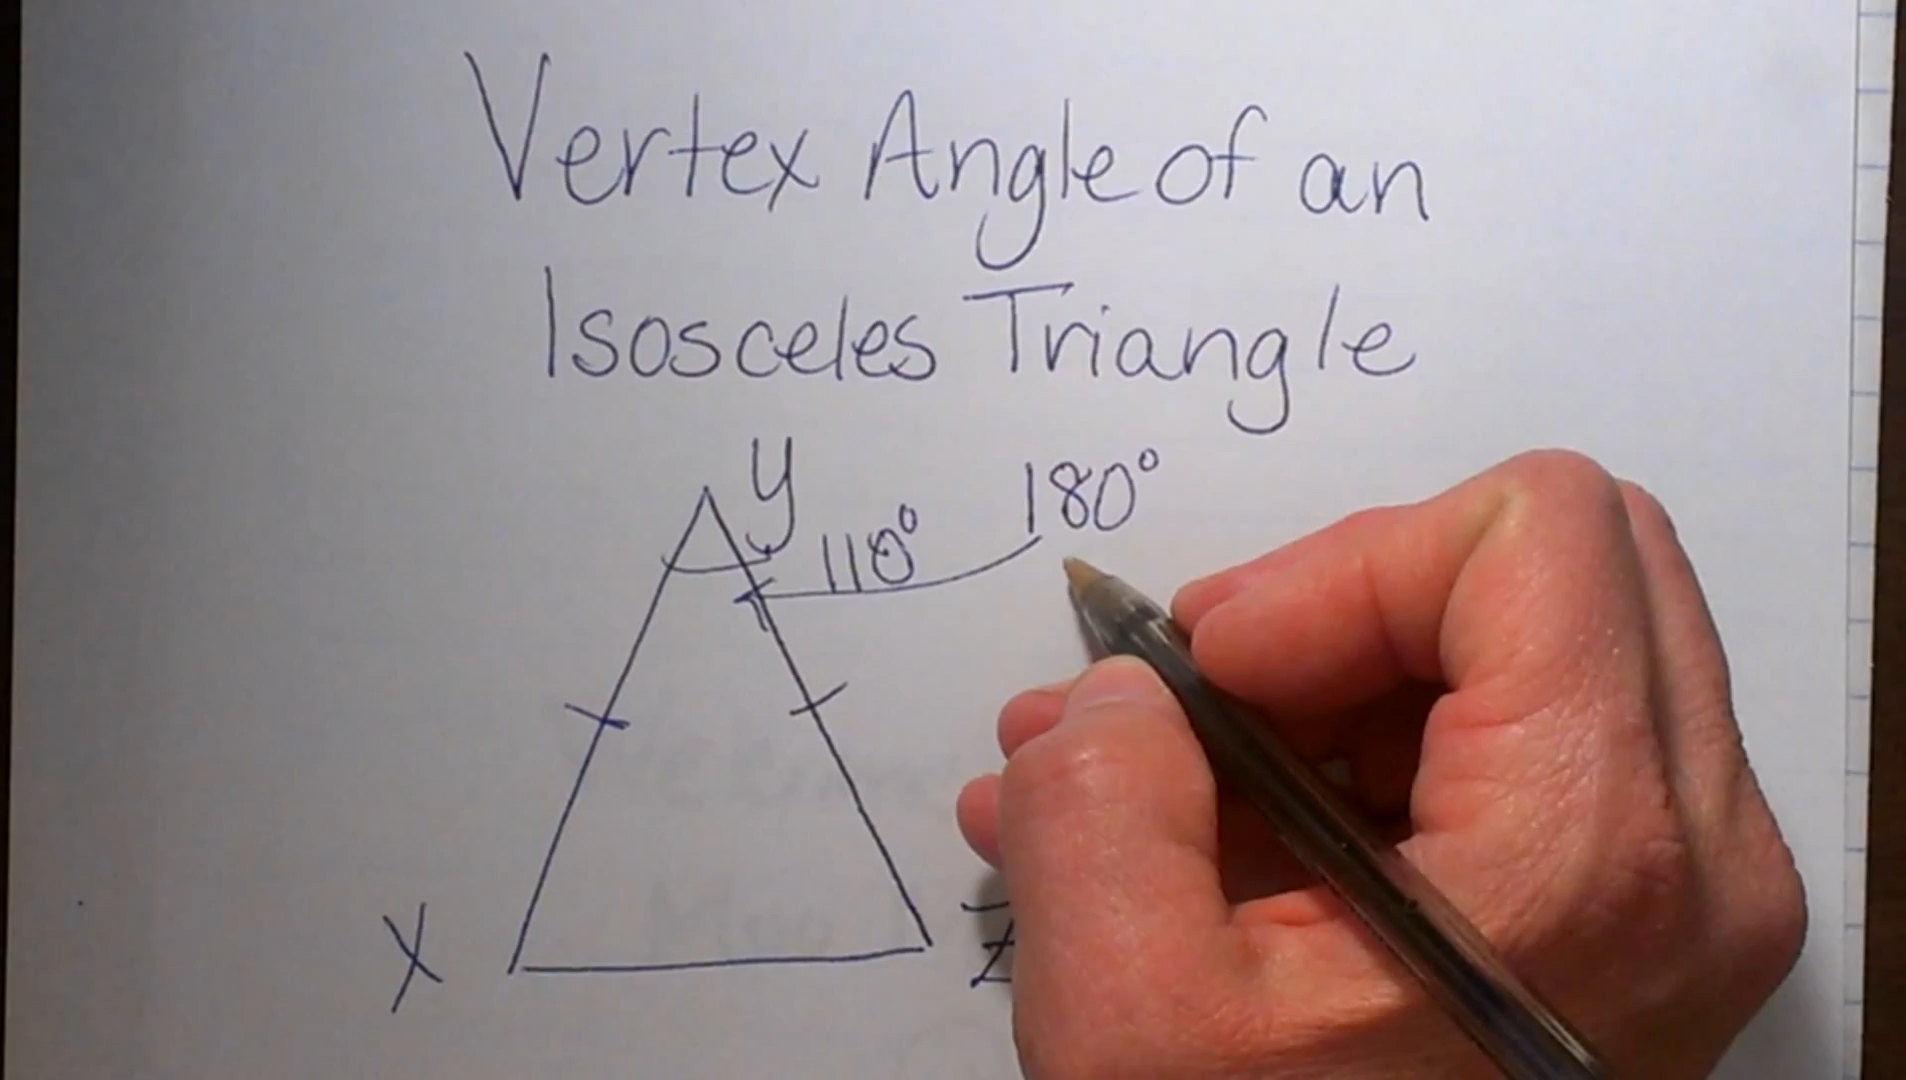 Vertex Angle of an
Isosceles Triangle
y
110°
180°
X
Z